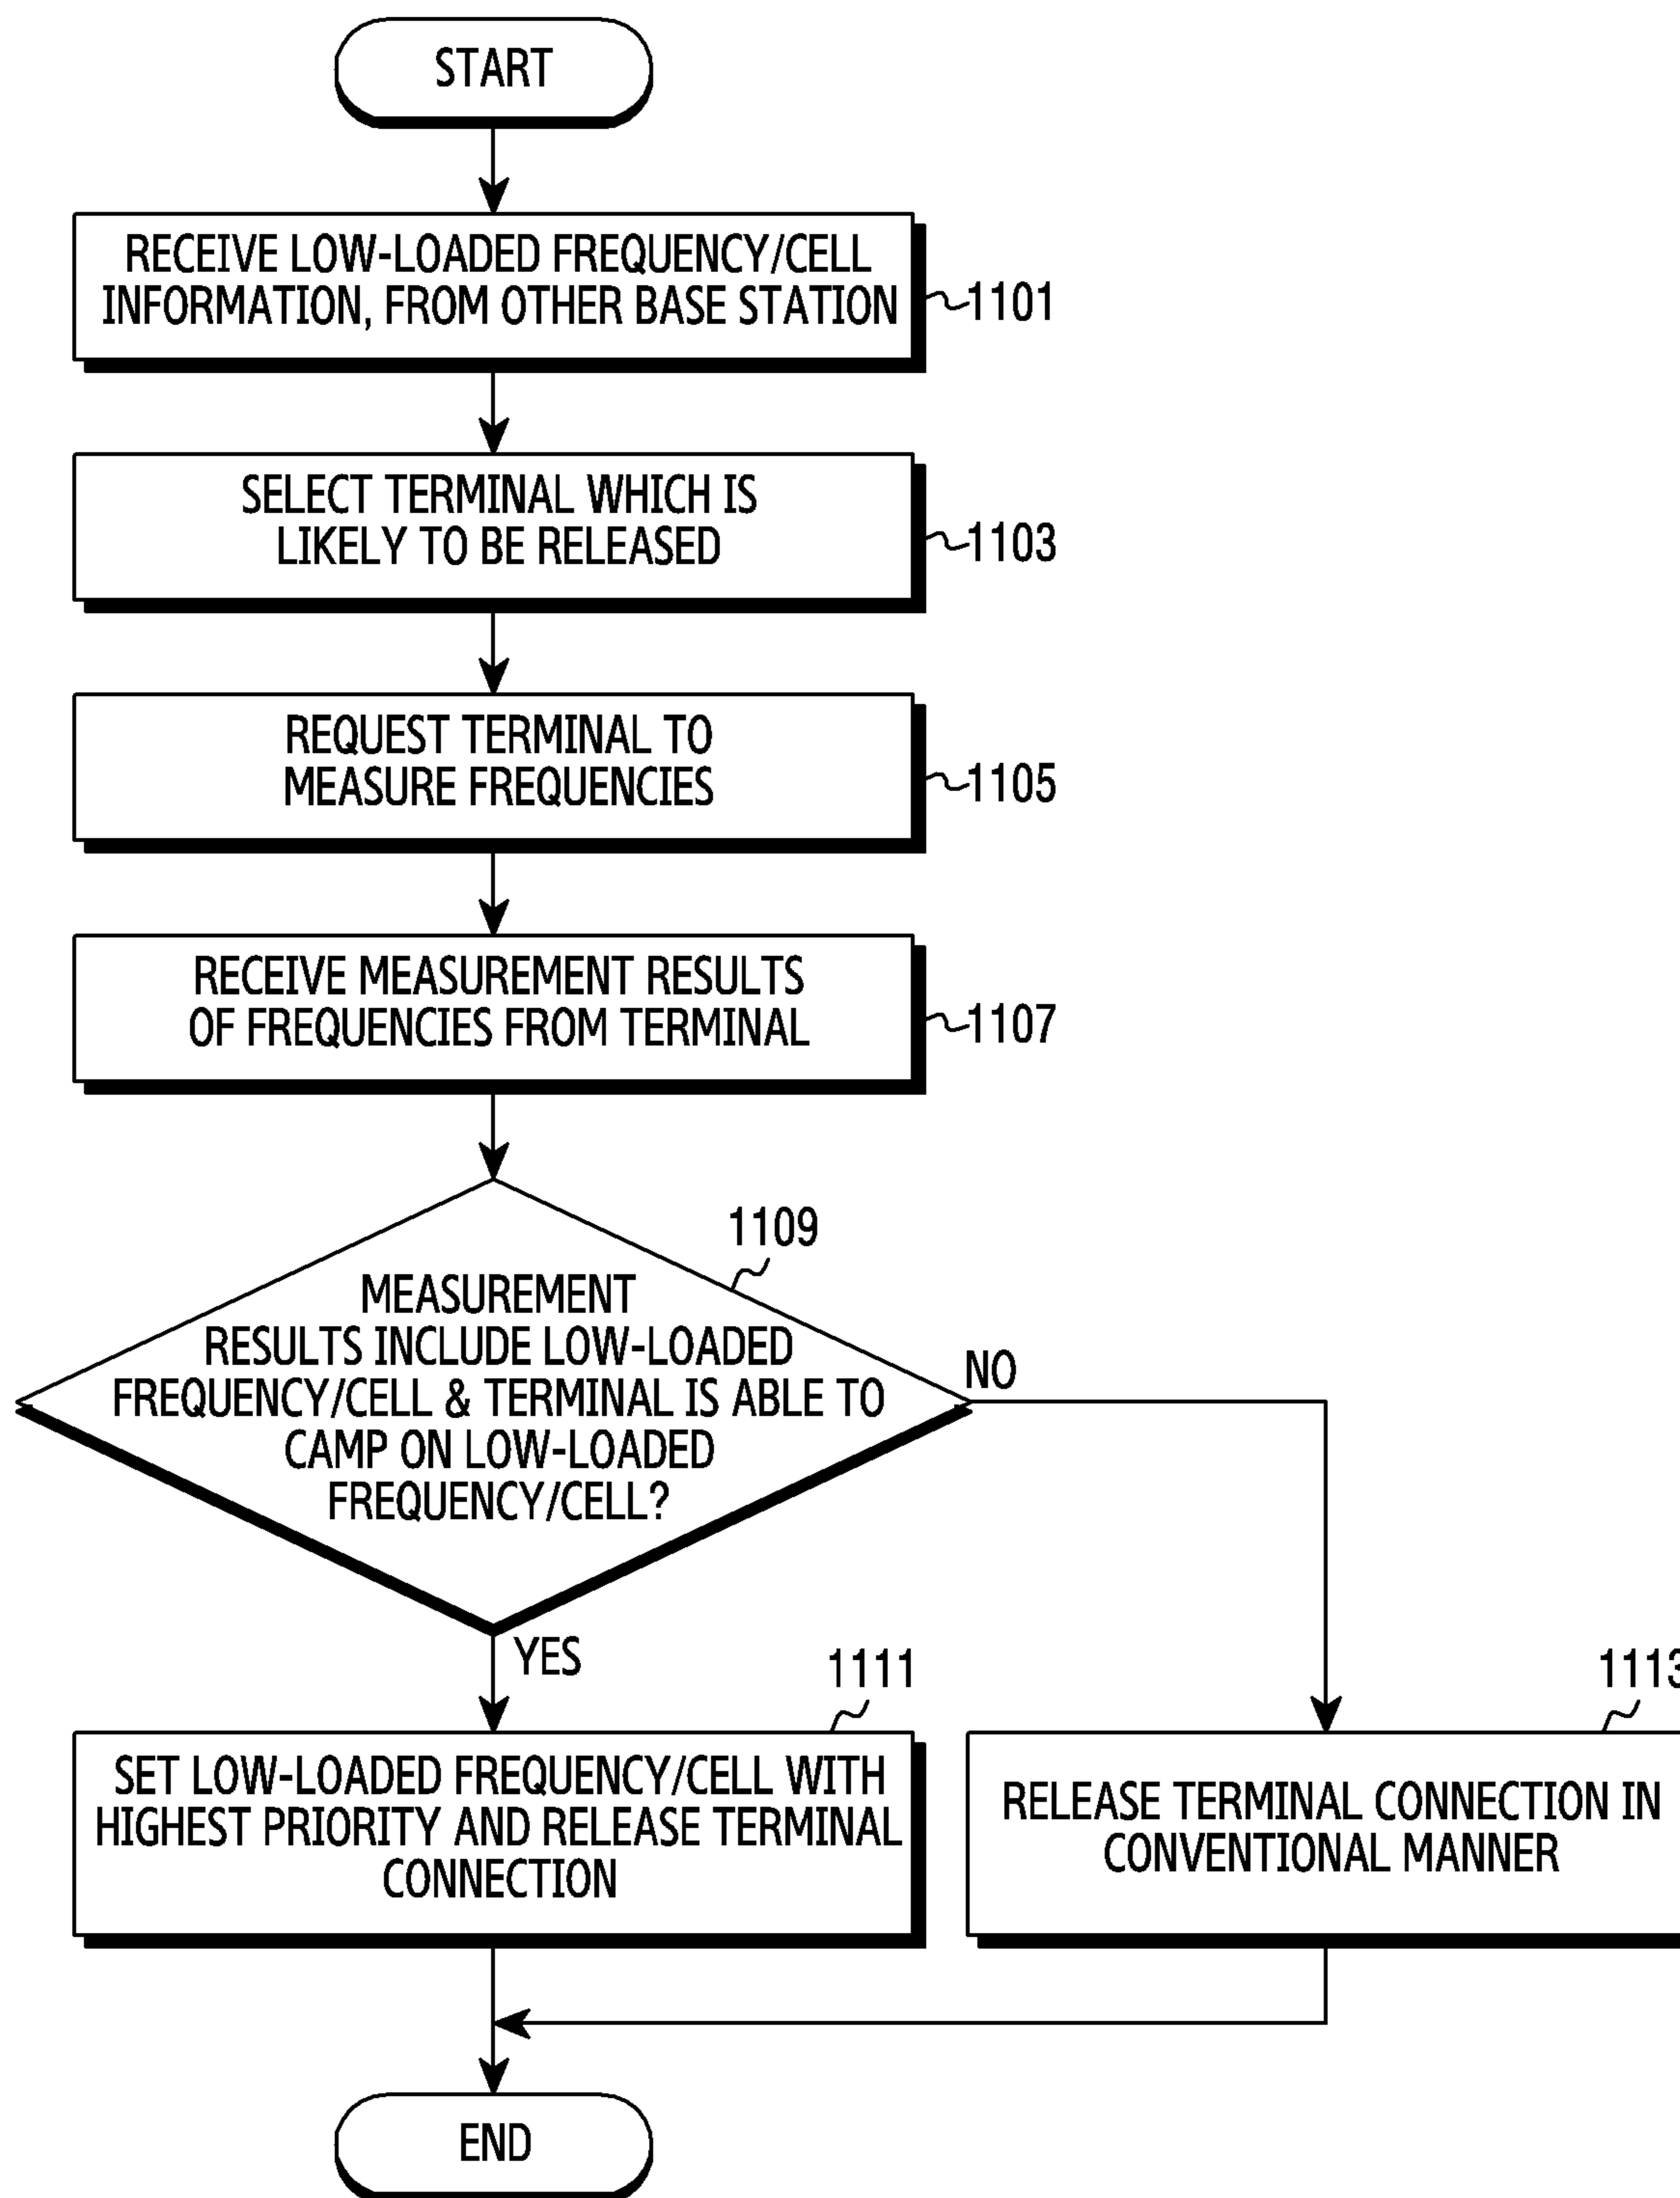 START
RECEIVE LOW-LOADED FREQUENCY/CELL
INFORMATION, FROM OTHER BASE STATION
1101
SELECT TERMINAL WHICH IS
LIKELY TO BE RELEASED
1103
REQUEST TERMINAL TO
MEASURE FREQUENCIES
1105
RECEIVE MEASUREMENT RESULTS
OF FREQUENCIES FROM TERMINAL
1107
1109
MEASUREMENT
RESULTS INCLUDE LOW-LOADED
FREQUENCY/CELL & TERMINAL IS ABLE TO
CAMP ON LOW-LOADED
FREQUENCY/CELL?
NO
YES
1111
SET LOW-LOADED FREQUENCY/CELL WITH
HIGHEST PRIORITY AND RELEASE TERMINAL
CONNECTION
1113
RELEASE TERMINAL CONNECTION IN
CONVENTIONAL MANNER
END